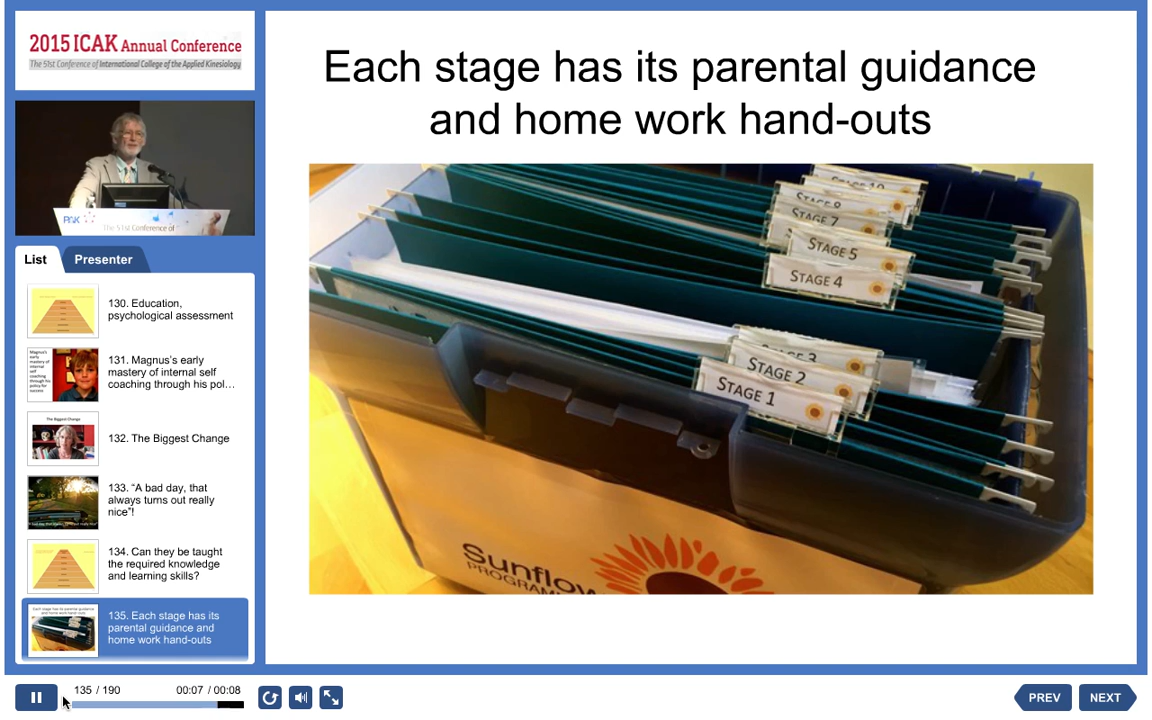 2015 ICAK Annual Conference
The 51st Conference of International College of the Applied Kinesiology
The 51st Conference of
List
Presenter
130. Education,
psychological assessment
131. Magnus's early
mastery of internal self
coaching through his pol…
132. The Biggest Change
133. “A bad day, that
always turns out really
nice”!
134. Can they be taught
the required knowledge
and learning skills?
135. Each stage has its
parental guidance and
home work hand-outs
Each stage has its parental guidance
and home work hand-outs
STAGE 7
STAGE 5
STAGE 4
STAGE 3
STAGE 2
STAGE 1
Sunflow
135 / 190
00:07 / 00:08
PREV
NEXT